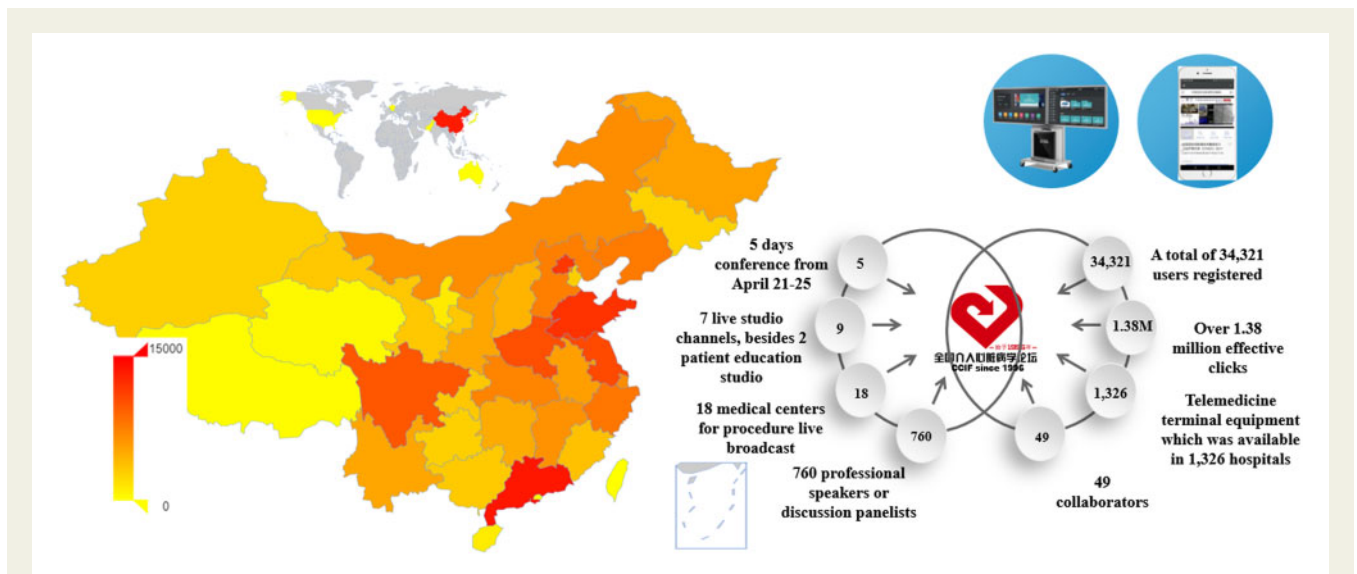 15000
0
5 days
conference from
April 21-25
5
7 live studio
channels, besides 2
patient education
studio
9
18 medical centers
for procedure live
broadcast
18
760 professional
speakers or
discussion panelists
760
全国介入心脏病学论坛
CCIF since 1996
34,321
A total of 34,321
users registered
1.38M
Over 1.38
million effective
clicks
1,326
Telemedicine
terminal equipment
which was available
in 1,326 hospitals
49
49
collaborators